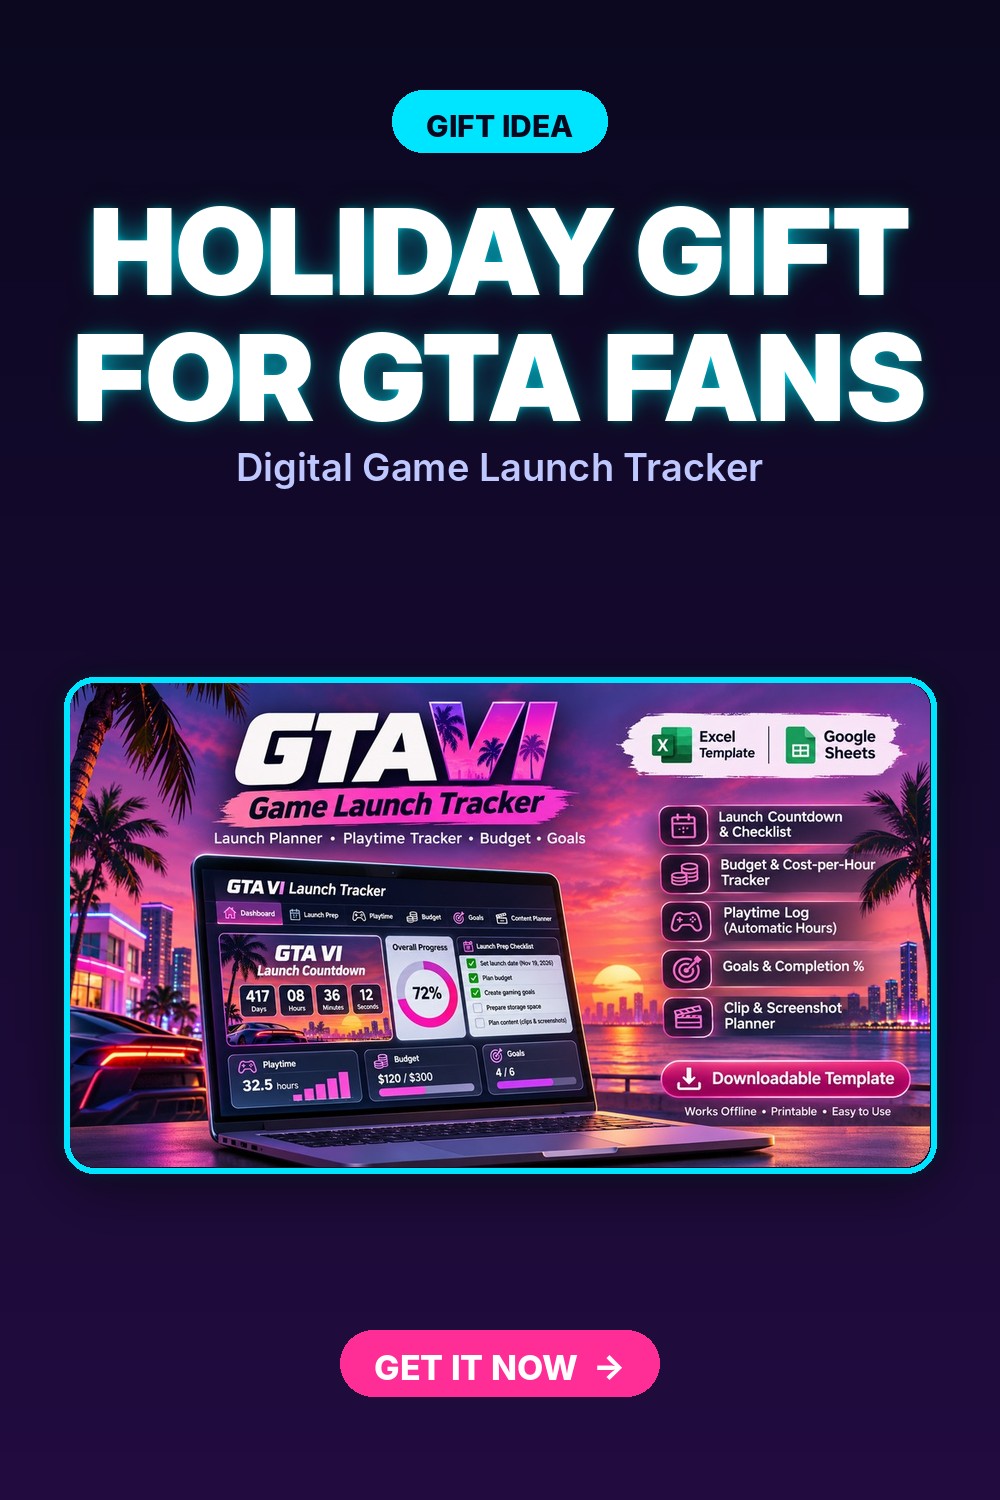 GIFT IDEA
HOLIDAY GIFT
FOR GTA FANS
Digital Game Launch Tracker
GTA VI
Game Launch Tracker
Launch Planner • Playtime Tracker • Budget • Goals
Excel
Template
Google
Sheets
Launch Countdown
& Checklist
Budget & Cost-per-Hour
Tracker
Playtime Log
(Automatic Hours)
Goals & Completion %
Clip & Screenshot
Planner
Downloadable Template
Works Offline • Printable • Easy to Use
GTA VI Launch Tracker
Dashboard
Launch Prep
Playtime
Budget
Goals
Content Planner
GTA VI
Launch Countdown
417 08 36 12
Days Hours Minutes Seconds
Overall Progress
72%
Launch Prep Checklist
Set launch date (Nov 19, 2026)
Plan budget
Create gaming goals
Prepare storage space
Plan content (clips & screenshots)
Playtime
32.5 hours
Budget
$120 / $300
Goals
4 / 6
GET IT NOW →